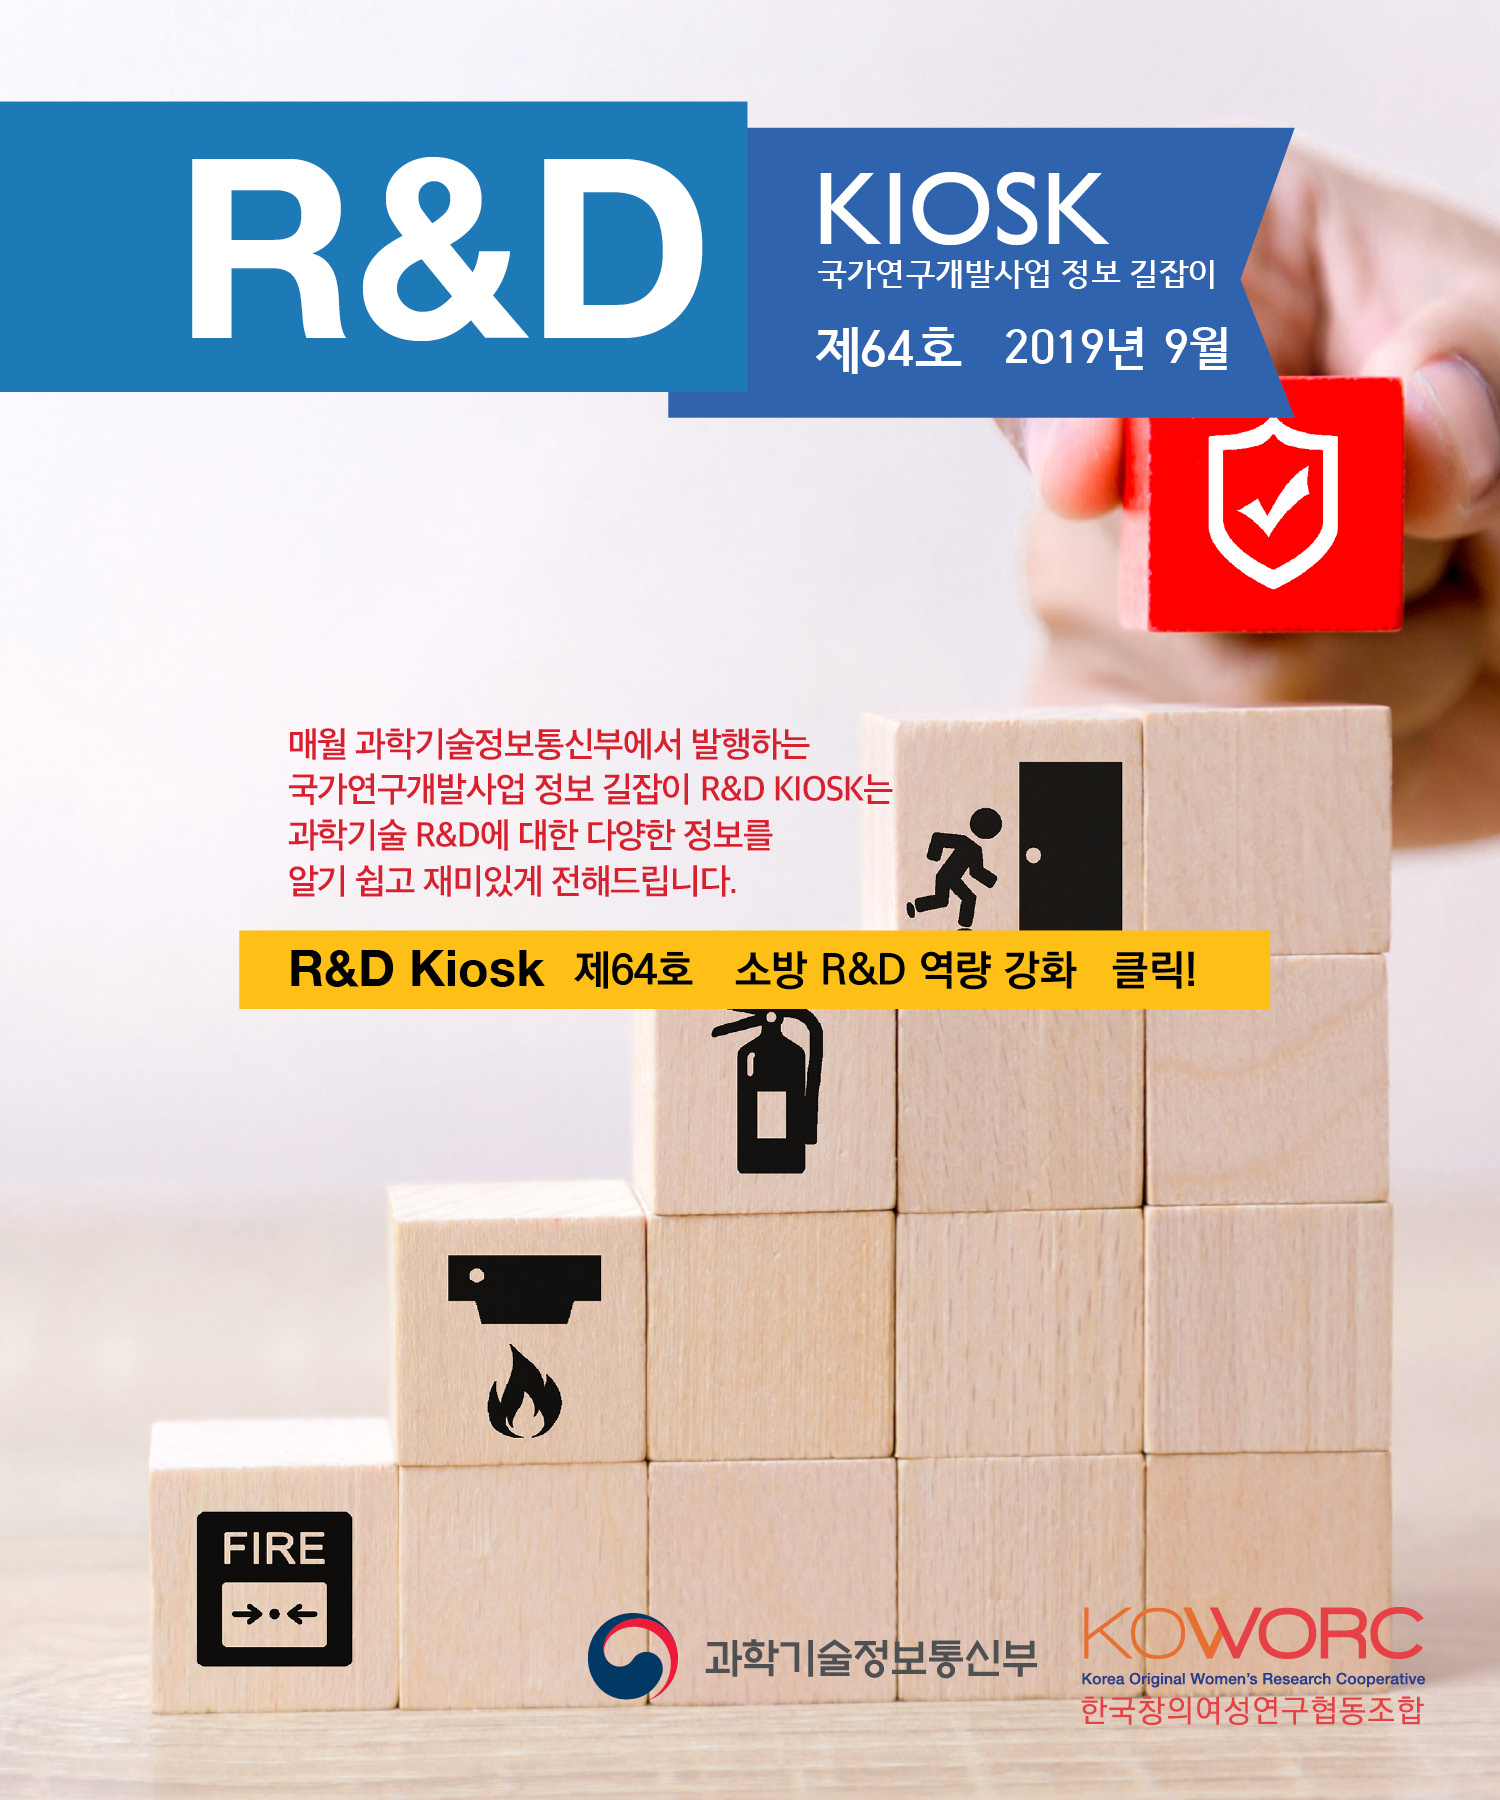 R&D
KIOSK
국가연구개발사업 정보 길잡이
제64호 2019년 9월
매월 과학기술정보통신부에서 발행하는
국가연구개발사업 정보 길잡이 R&D KIOSK는
과학기술 R&D에 대한 다양한 정보를
알기 쉽고 재미있게 전해드립니다.
R&D Kiosk 제64호 소방 R&D 역량 강화 클릭!
FIRE
과학기술정보통신부
KOWORC
Korea Original Women's Research Cooperative
한국창의여성연구협동조합